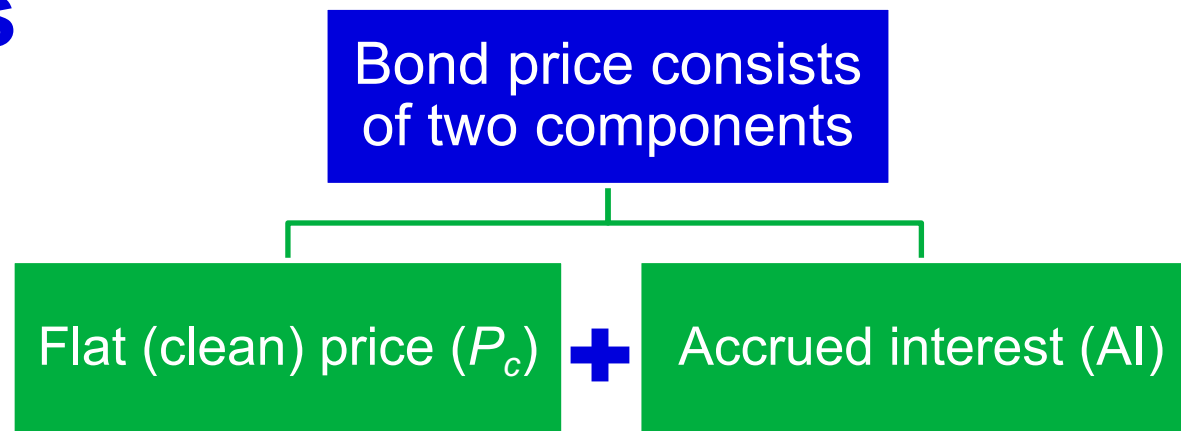 s
Bond price consists
of two components
Flat (clean) price (Pc) + Accrued interest (AI)